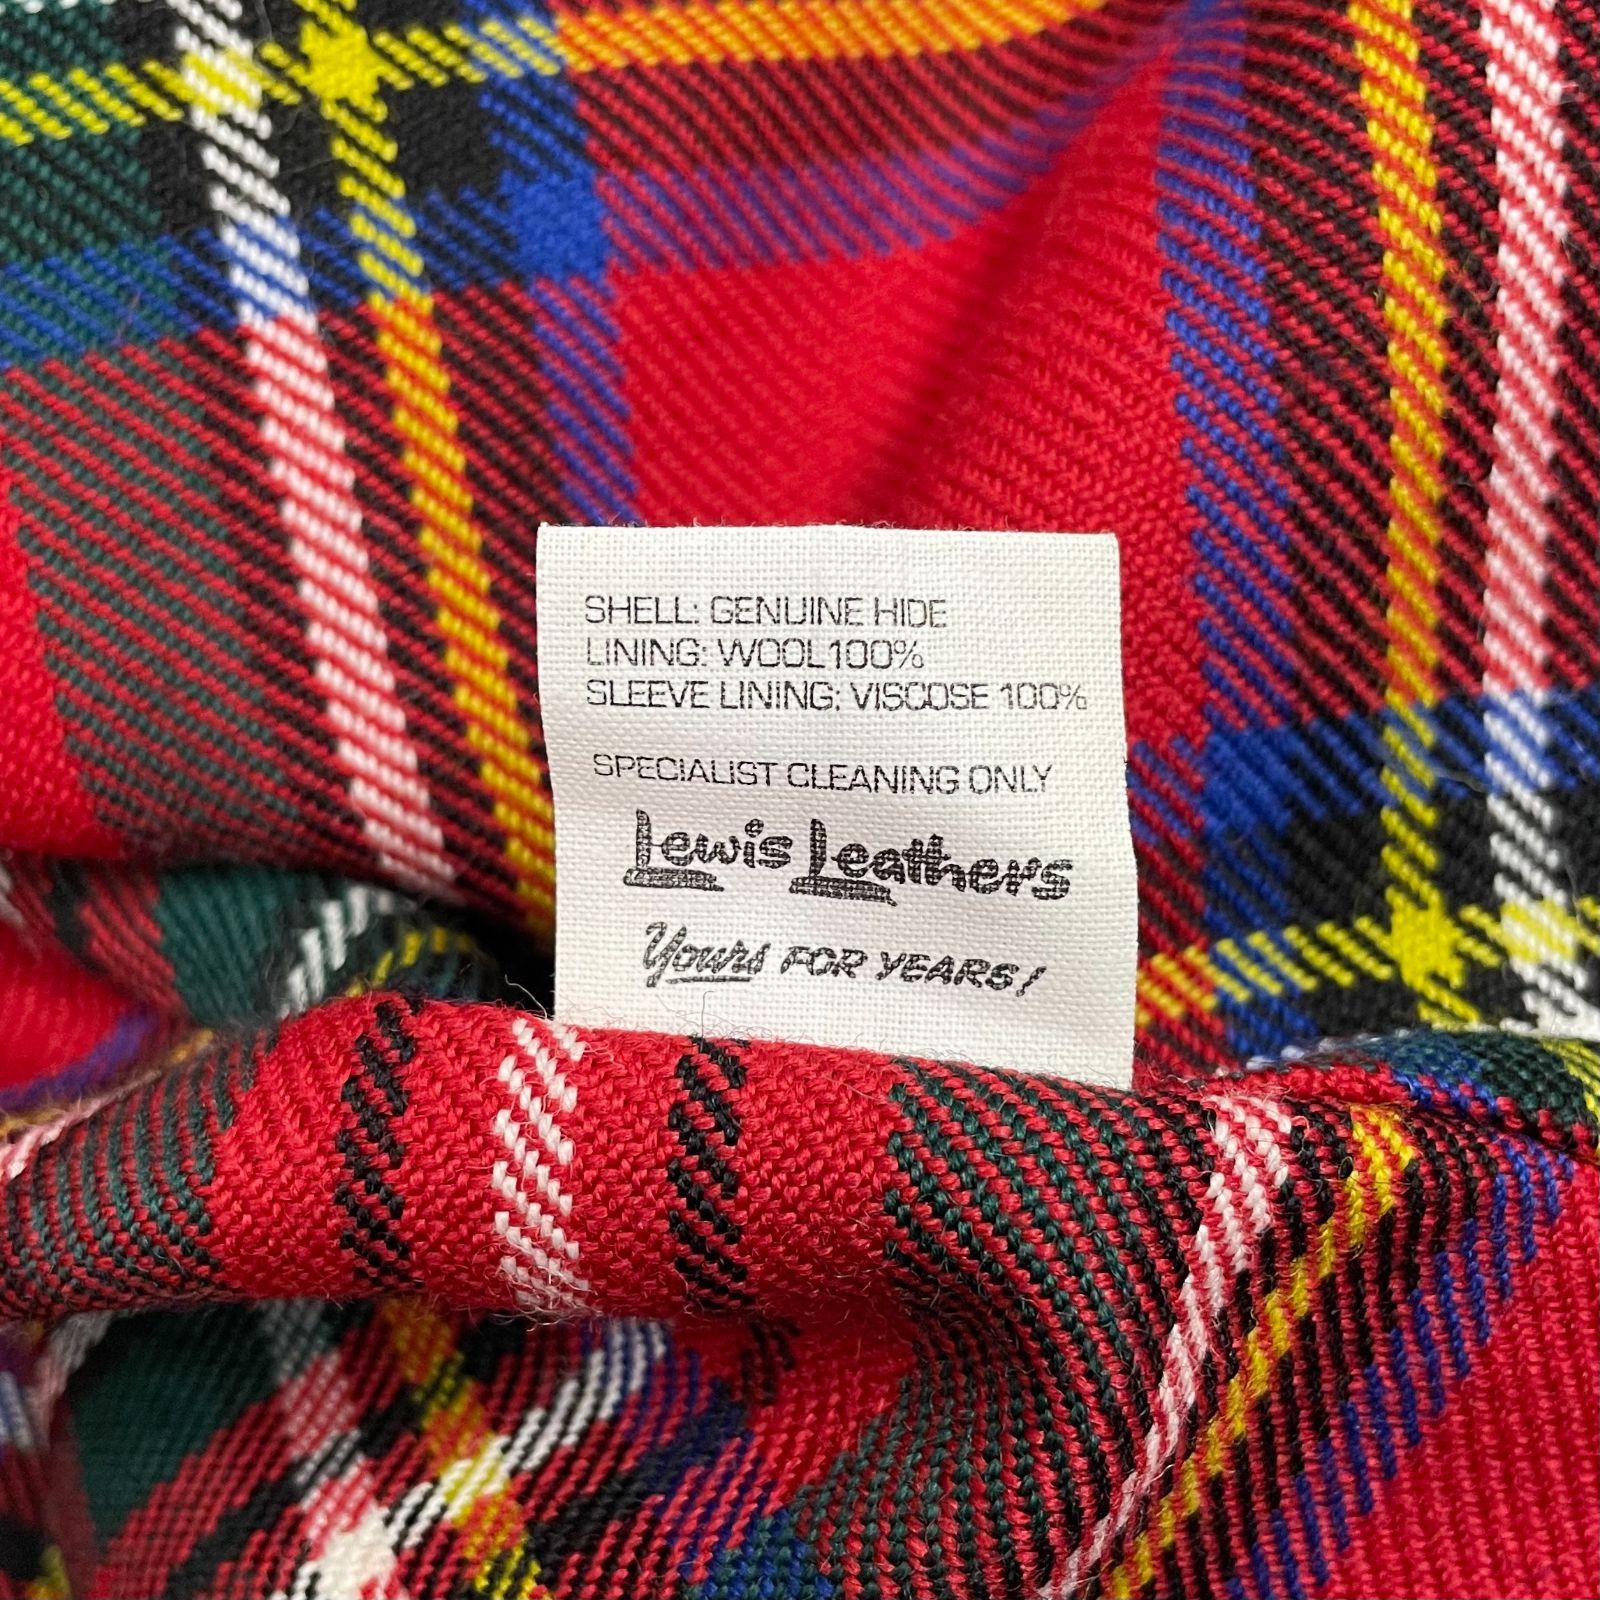 SHELL: GENUINE HIDE
LINING: WOOL100%
SLEEVE LINING: VISCOSE 100%
SPECIALIST CLEANING ONLY
Lewis Leathers
Yours FOR YEARS!